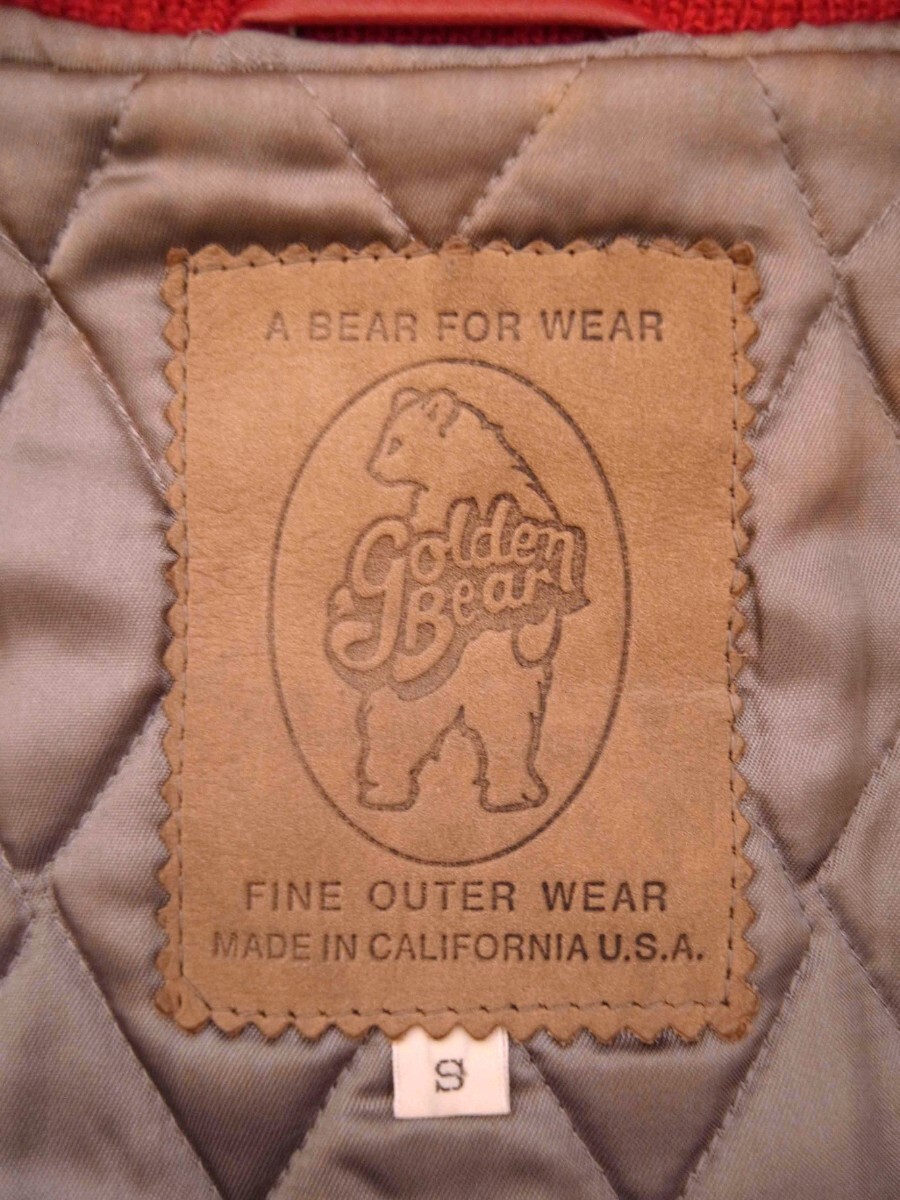 A BEAR FOR WEAR
Golden
Bear
FINE OUTER WEAR
MADE IN CALIFORNIA U.S.A.
S